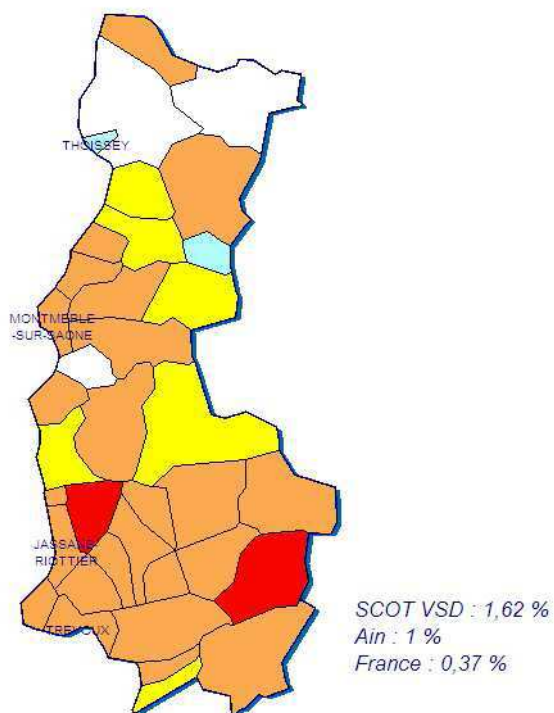 THOISSEY
MONTMERLE
-SUR-SAONE
JASSANS-
RIOTTIER
TREVOUX
SCOT VSD : 1,62 %
Ain : 1 %
France : 0,37 %